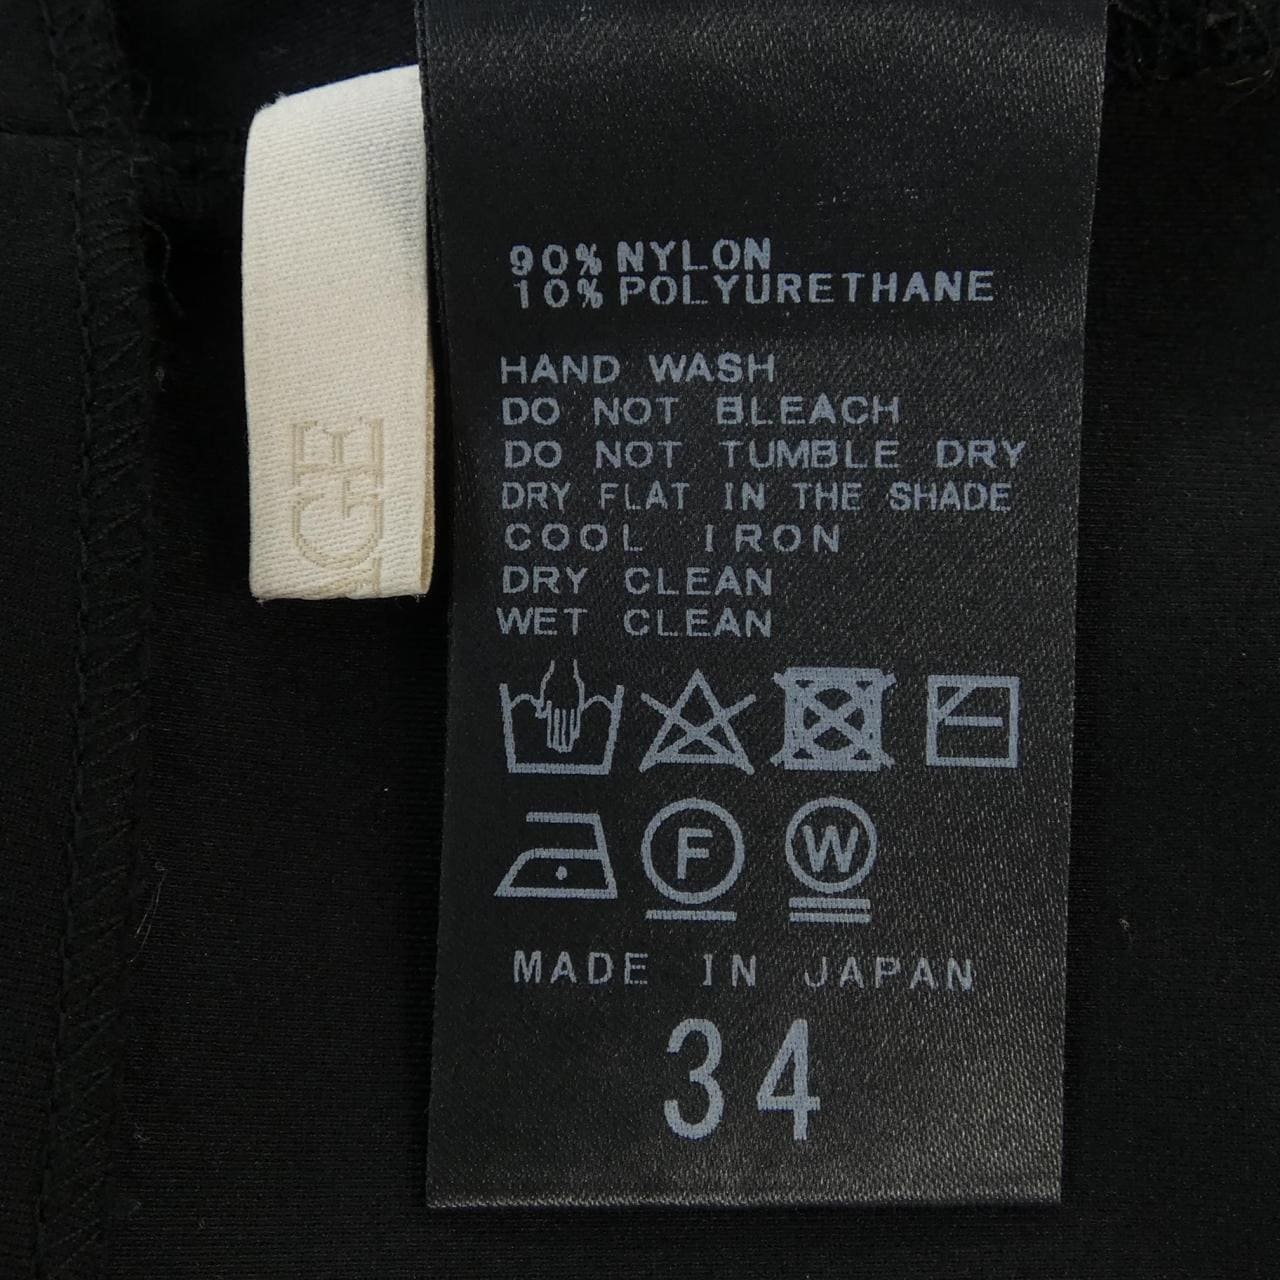 90% NYLON
10% POLYURETHANE
HAND WASH
DO NOT BLEACH
DO NOT TUMBLE DRY
DRY FLAT IN THE SHADE
COOL IRON
DRY CLEAN
WET CLEAN
F
W
MADE IN JAPAN
34